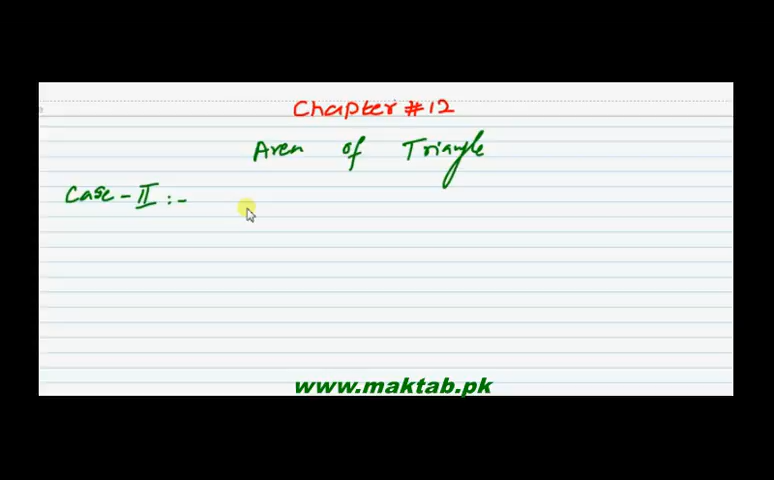 Chapter #12
Area of Triangle
Case - II :-
www.maktab.pk